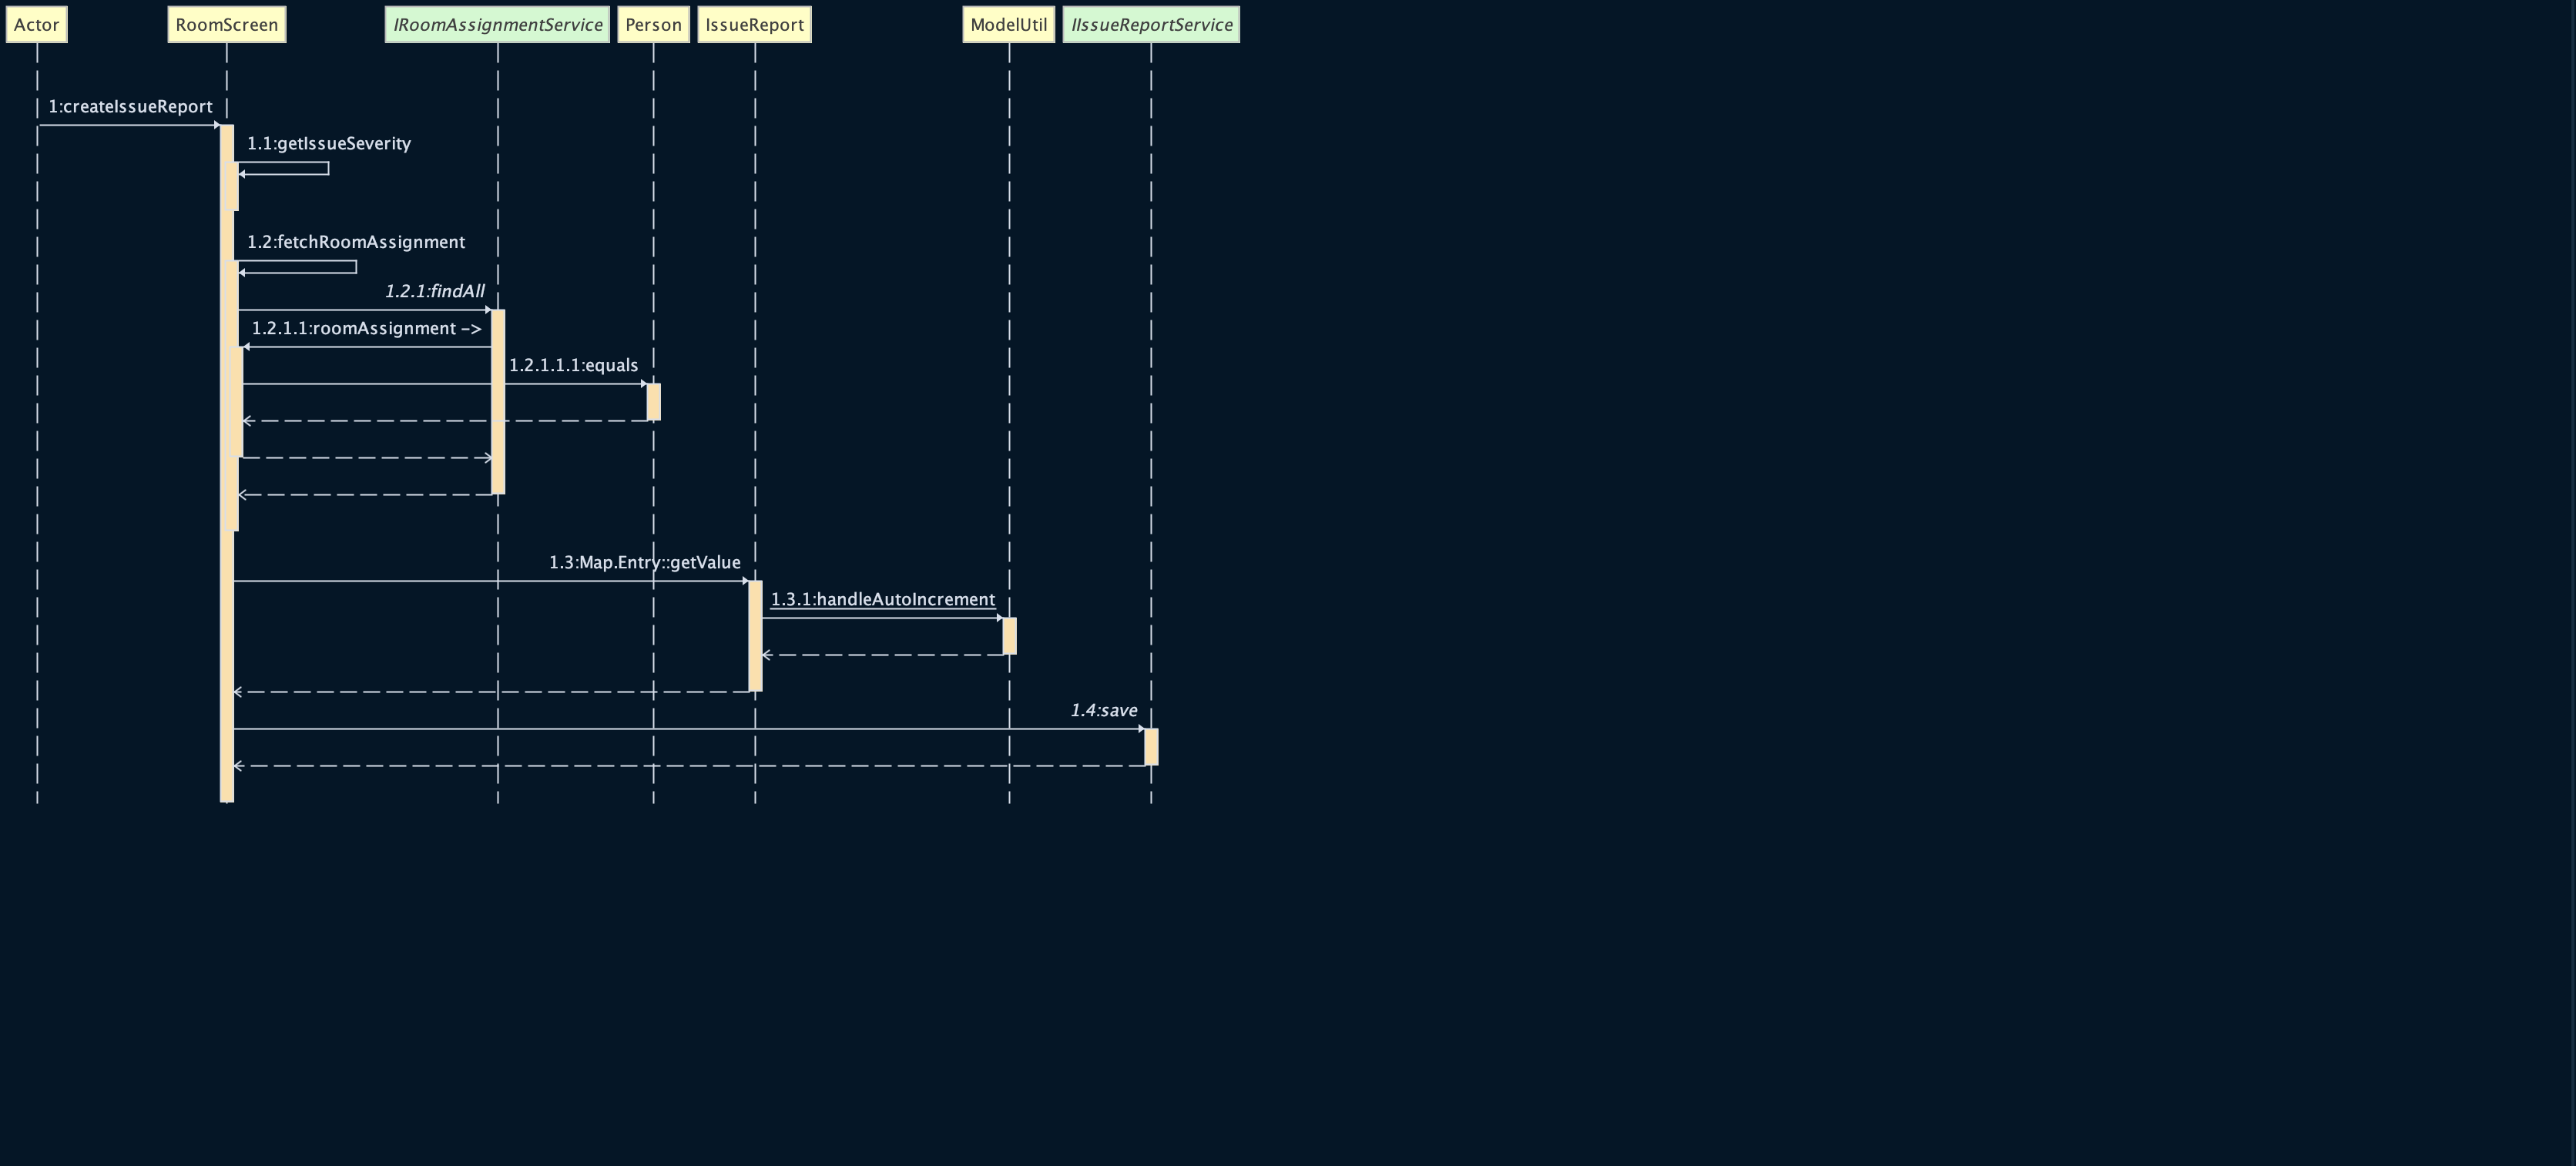 Actor
RoomScreen
IRoomAssignmentService
Person
IssueReport
ModelUtil
IIssueReportService
1:createIssueReport
1.1:getIssueSeverity
1.2:fetchRoomAssignment
1.2.1:findAll
1.2.1.1:roomAssignment ->
1.2.1.1.1:equals
1.3:Map.Entry::getValue
1.3.1:handleAutoIncrement
1.4:save